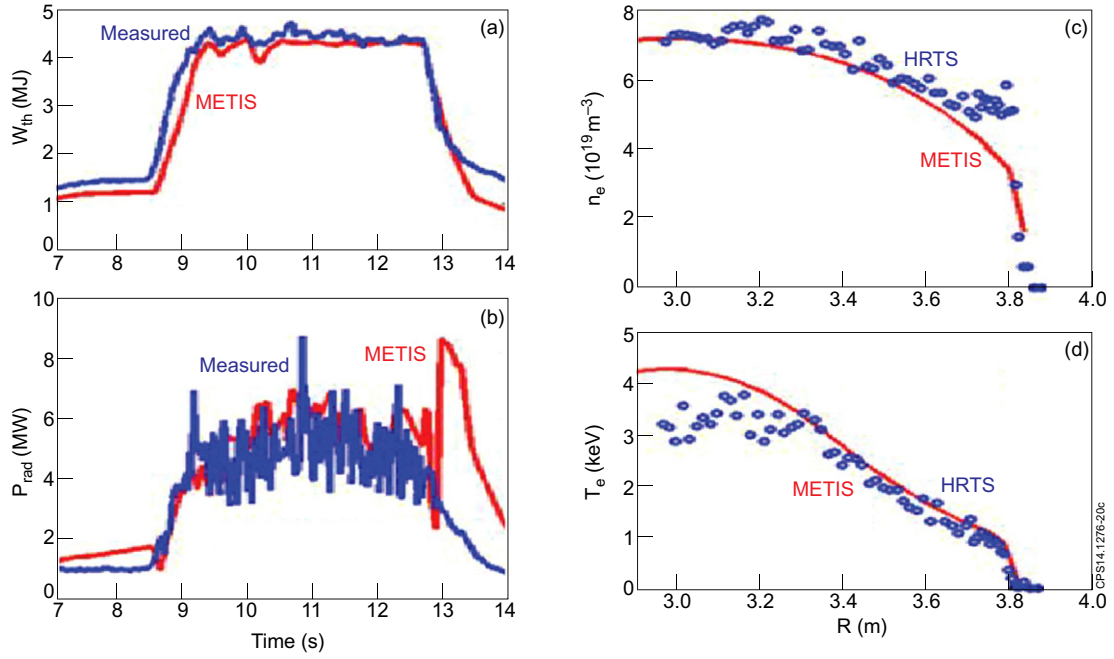 (a)
Measured
METIS
W_th (MJ)
5
4
3
2
1
0
7 8 9 10 11 12 13 14
(b)
Measured
METIS
P_rad (MW)
10
8
6
4
2
0
7 8 9 10 11 12 13 14
Time (s)
(c)
HRTS
METIS
n_e (10^19 m^-3)
8
6
4
2
0
3.0 3.2 3.4 3.6 3.8 4.0
(d)
METIS
HRTS
T_e (keV)
5
4
3
2
1
0
3.0 3.2 3.4 3.6 3.8 4.0
R (m)
CPS14.1276-20c